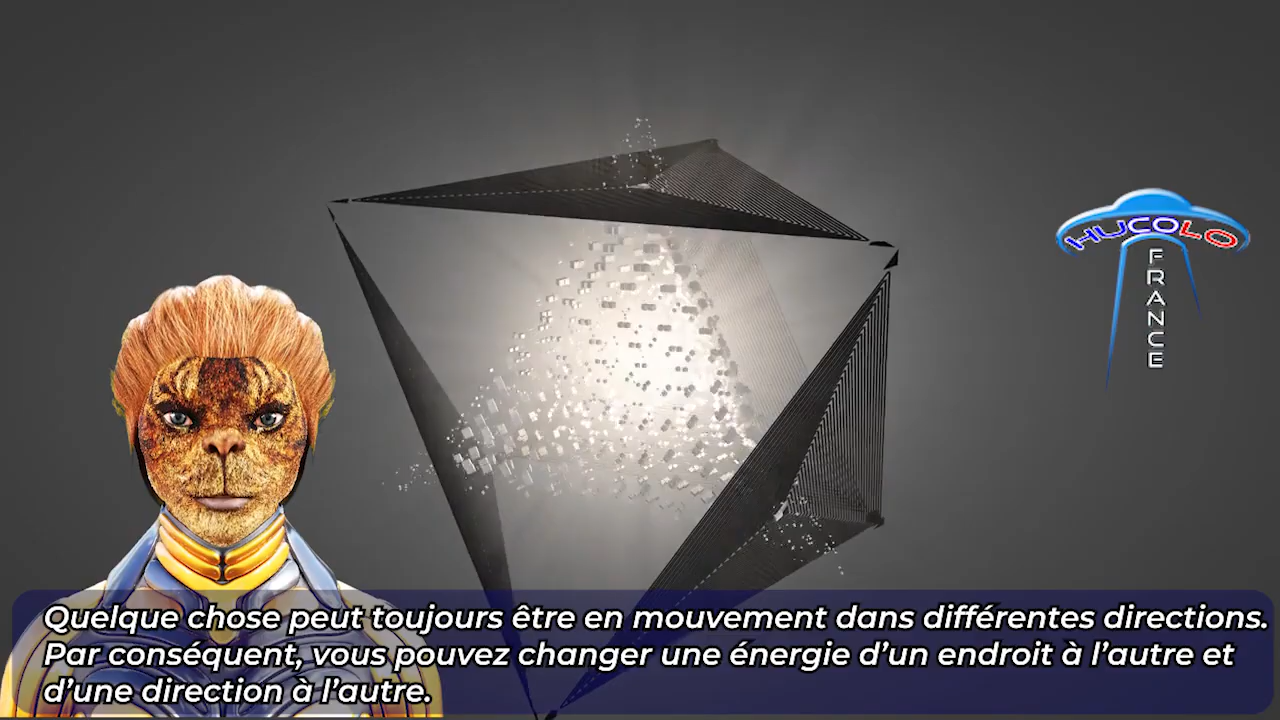 HUCOLO
FRANCE
Quelque chose peut toujours être en mouvement dans différentes directions.
Par conséquent, vous pouvez changer une énergie d’un endroit à l’autre et
d’une direction à l’autre.